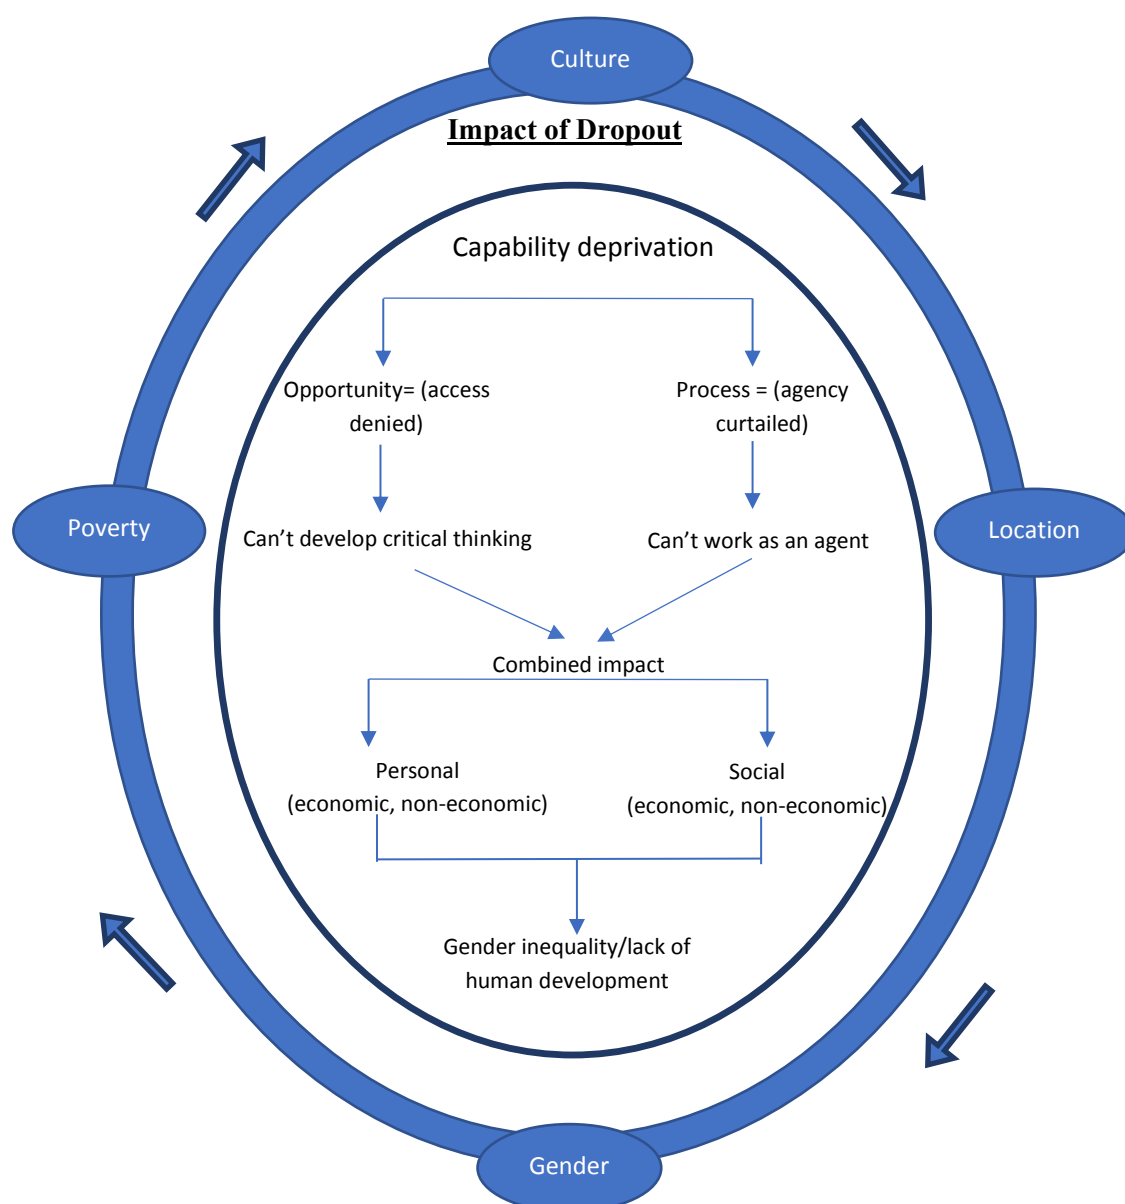 Culture
Impact of Dropout
Capability deprivation
Opportunity= (access
denied)
Process = (agency
curtailed)
Poverty
Location
Can’t develop critical thinking
Can’t work as an agent
Combined impact
Personal
(economic, non-economic)
Social
(economic, non-economic)
Gender inequality/lack of
human development
Gender